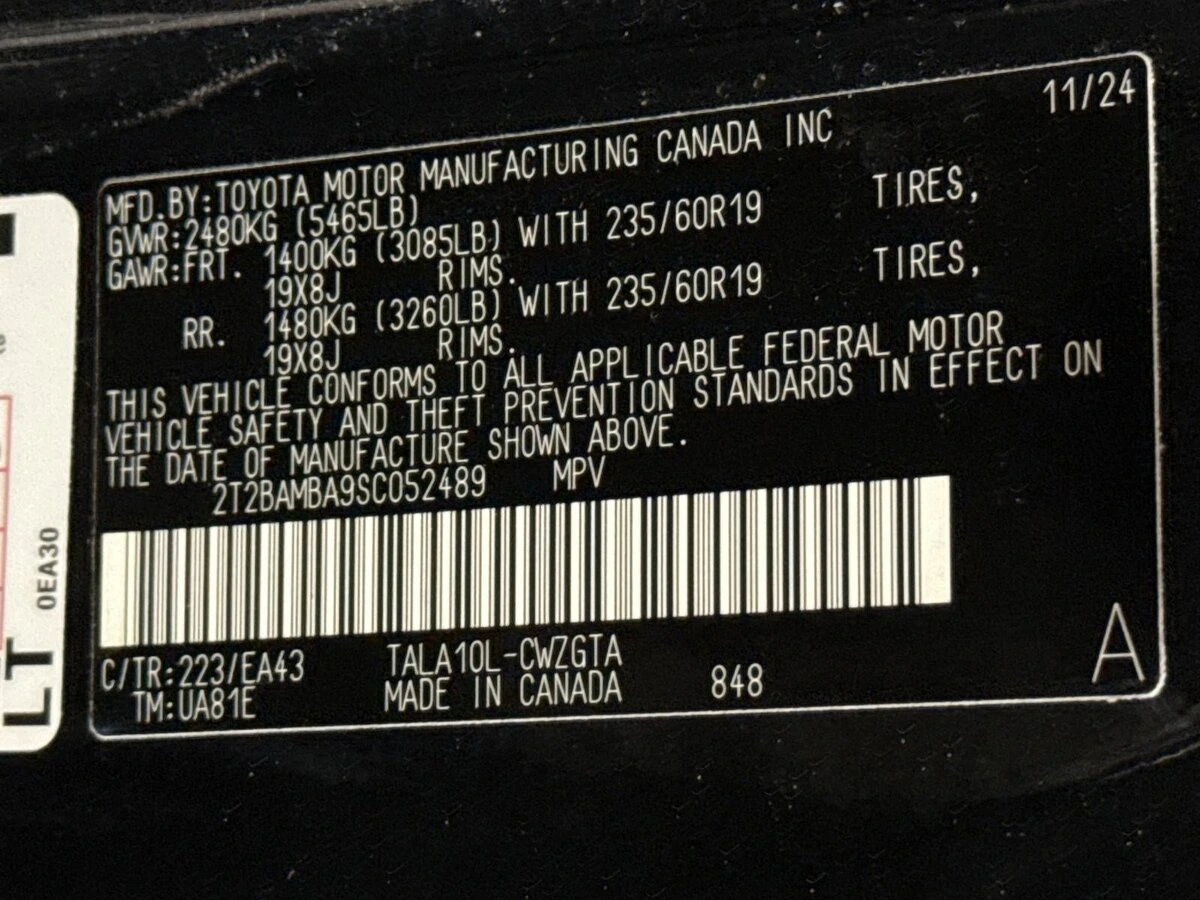 11/24
MFD.BY:TOYOTA MOTOR MANUFACTURING CANADA INC
GVWR:2480KG (5465LB)
GAWR:FRT. 1400KG (3085LB) WITH 235/60R19 TIRES,
19X8J RIMS.
RR. 1480KG (3260LB) WITH 235/60R19 TIRES,
19X8J RIMS.
THIS VEHICLE CONFORMS TO ALL APPLICABLE FEDERAL MOTOR
VEHICLE SAFETY AND THEFT PREVENTION STANDARDS IN EFFECT ON
THE DATE OF MANUFACTURE SHOWN ABOVE.
2T2BAMBA9SC052489 MPV
C/TR:223/EA43 TALA10L-CWZGTA
TM:UA81E MADE IN CANADA 848
A
0EA30
LT